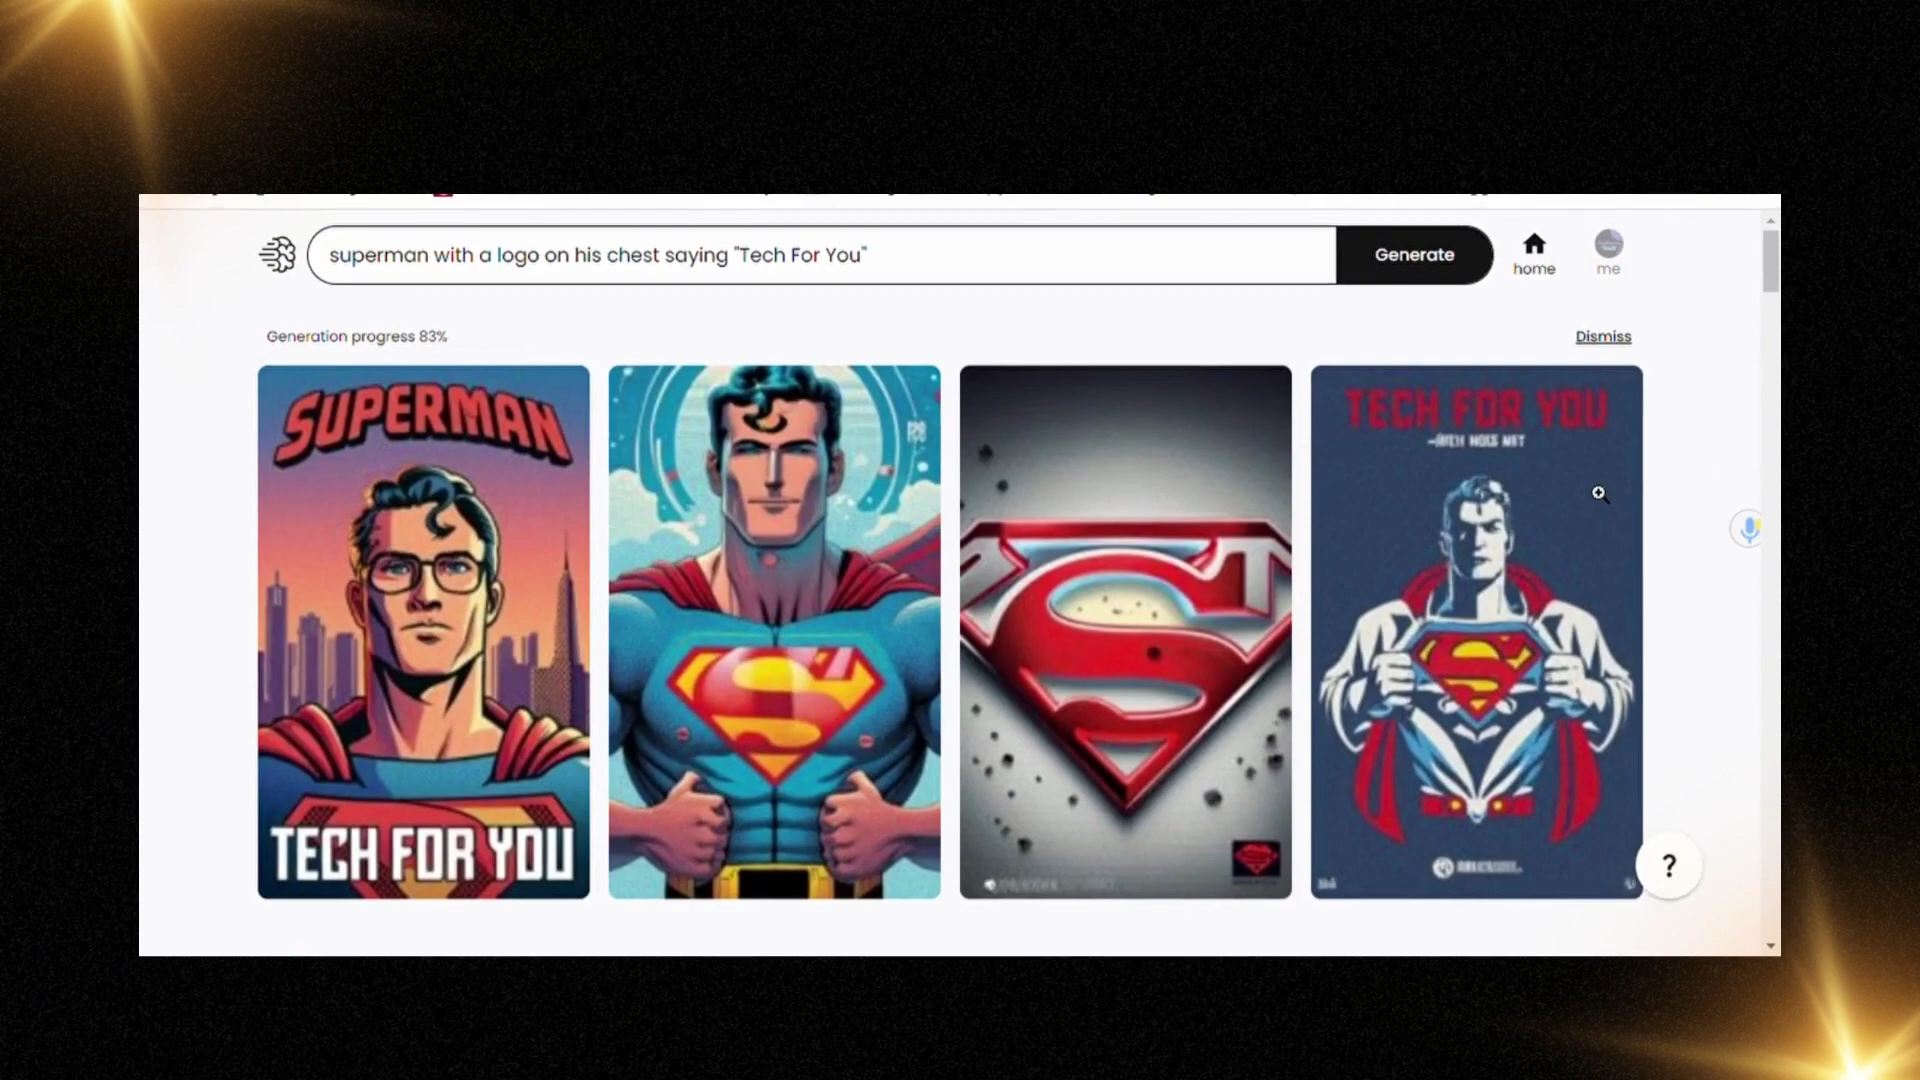 superman with a logo on his chest saying "Tech For You"
Generate
home
me
Generation progress 83%
Dismiss
SUPERMAN
TECH FOR YOU
S
S
TECH FOR YOU
S
?